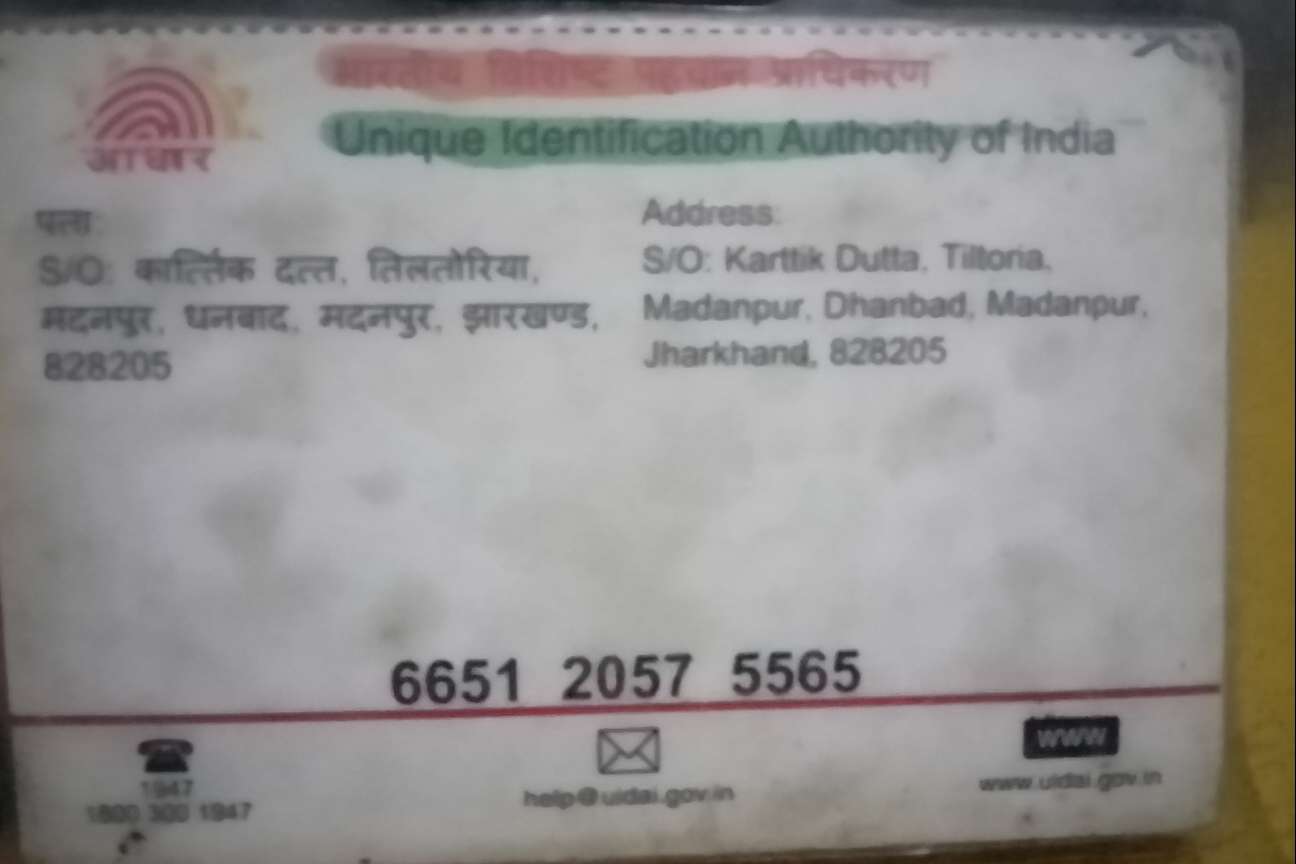 भारतीय विशिष्ट पहचान प्राधिकरण
Unique Identification Authority of India
आधार
पता:
S/O: कार्त्तिक दत्त, तिलतोरिया,
मदनपुर, धनबाद, मदनपुर, झारखण्ड,
828205
Address:
S/O: Karttik Dutta, Tiltoria,
Madanpur, Dhanbad, Madanpur,
Jharkhand, 828205
6651 2057 5565
1947
1800 300 1947
help@uidai.gov.in
www
www.uidai.gov.in